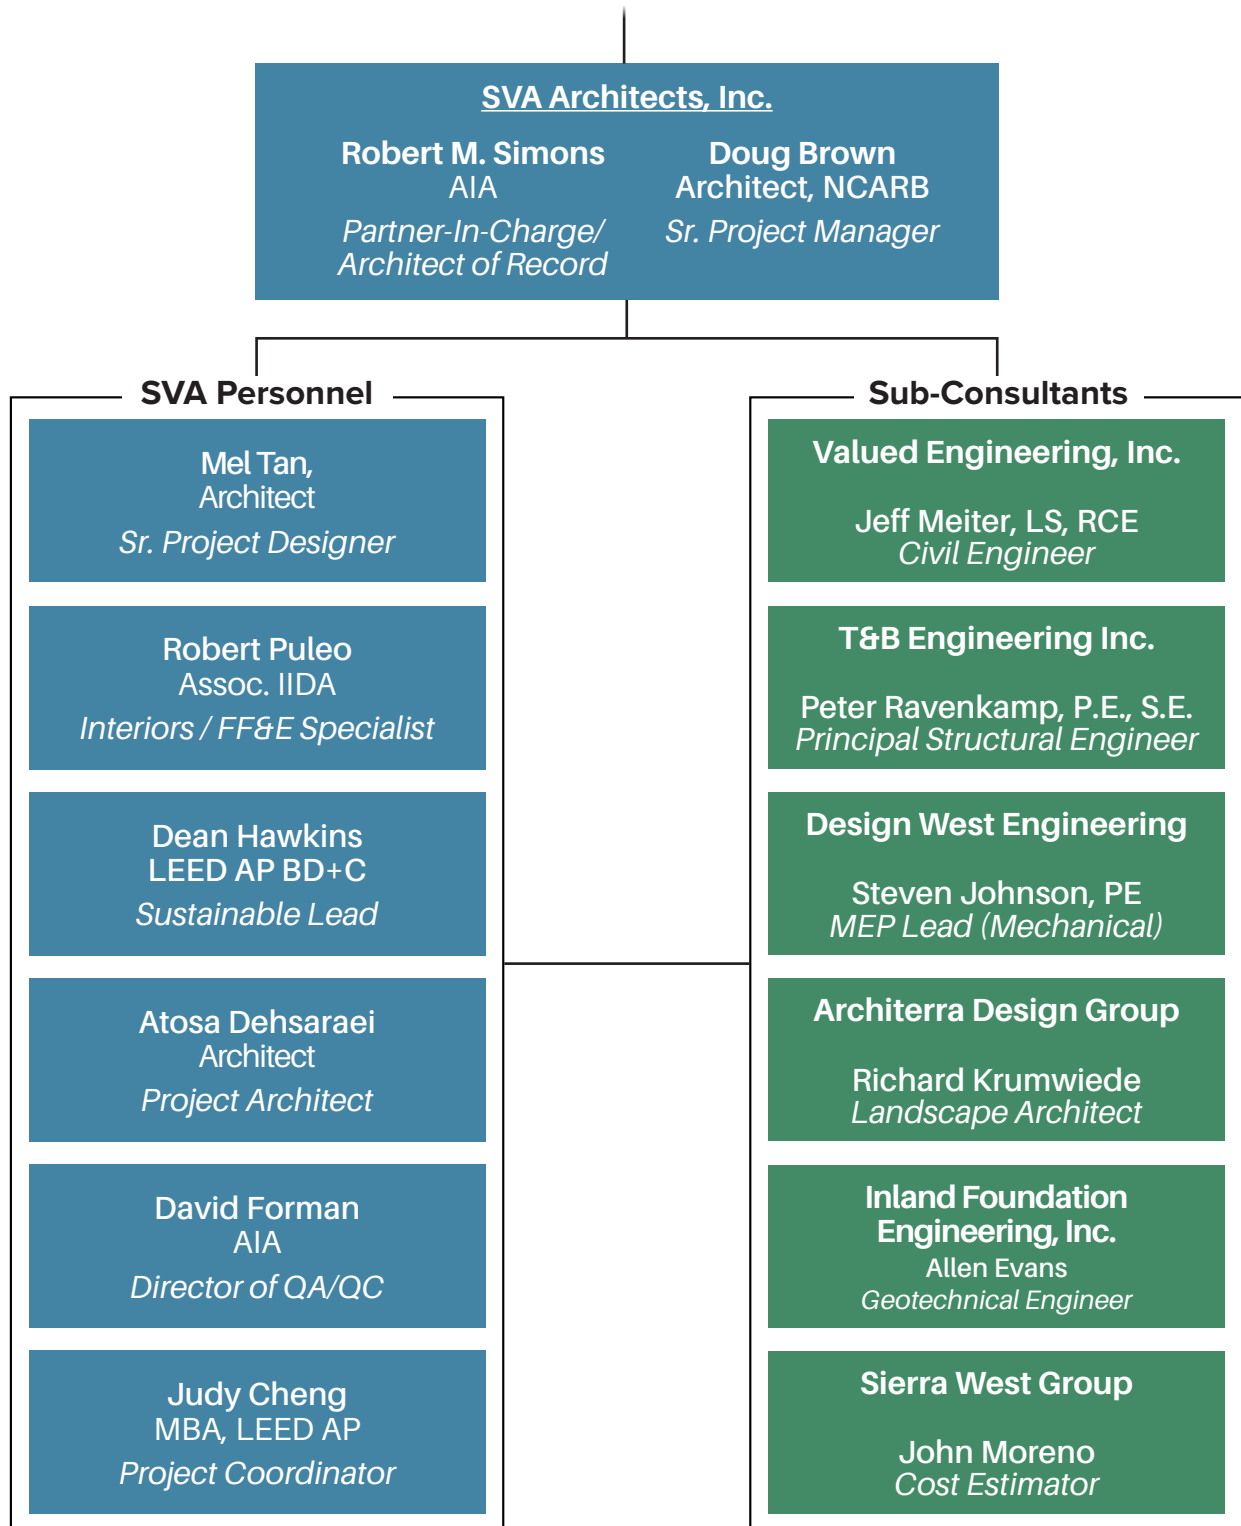 SVA Architects, Inc.
Robert M. Simons
AIA
Partner-In-Charge/
Architect of Record
Doug Brown
Architect, NCARB
Sr. Project Manager
SVA Personnel
Mel Tan,
Architect
Sr. Project Designer
Robert Puleo
Assoc. IIDA
Interiors / FF&E Specialist
Dean Hawkins
LEED AP BD+C
Sustainable Lead
Atosa Dehsaraei
Architect
Project Architect
David Forman
AIA
Director of QA/QC
Judy Cheng
MBA, LEED AP
Project Coordinator
Sub-Consultants
Valued Engineering, Inc.
Jeff Meiter, LS, RCE
Civil Engineer
T&B Engineering Inc.
Peter Ravenkamp, P.E., S.E.
Principal Structural Engineer
Design West Engineering
Steven Johnson, PE
MEP Lead (Mechanical)
Architerra Design Group
Richard Krumwiede
Landscape Architect
Inland Foundation
Engineering, Inc.
Allen Evans
Geotechnical Engineer
Sierra West Group
John Moreno
Cost Estimator